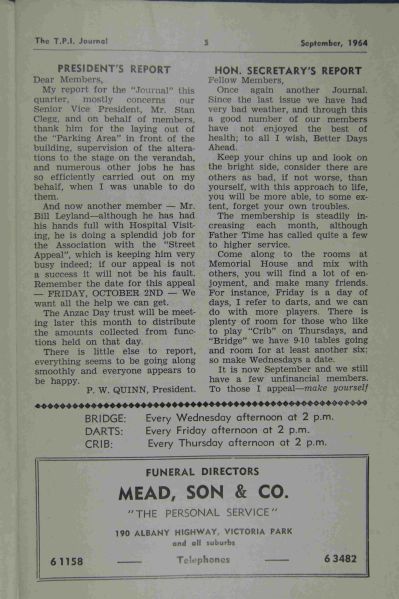 The T.P.I. Journal 5 September, 1964
PRESIDENT'S REPORT
Dear Members,
My report for the "Journal" this
quarter, mostly concerns our
Senior Vice President, Mr. Stan
Clegg, and on behalf of members,
thank him for the laying out of
the "Parking Area" in front of the
building, supervision of the altera-
tions to the stage on the verandah,
and numerous other jobs he has
so efficiently carried out on my
behalf, when I was unable to do
them.
And now another member — Mr.
Bill Leyland—although he has had
his hands full with Hospital Visit-
ing, he is doing a splendid job for
the Association with the "Street
Appeal", which is keeping him very
busy indeed; if our appeal is not
a success it will not be his fault.
Remember the date for this appeal
— FRIDAY, OCTOBER 2ND — We
want all the help we can get.
The Anzac Day trust will be meet-
ing later this month to distribute
the amounts collected from func-
tions held on that day.
There is little else to report,
everything seems to be going along
smoothly and everyone appears to
be happy.
P. W. QUINN, President.
HON. SECRETARY'S REPORT
Fellow Members,
Once again another Journal.
Since the last issue we have had
very bad weather, and through this
a good number of our members
have not enjoyed the best of
health; to all I wish, Better Days
Ahead.
Keep your chins up and look on
the bright side, consider there are
others as bad, if not worse, than
yourself, with this approach to life,
you will be more able, to some ex-
tent, forget your own troubles.
The membership is steadily in-
creasing each month, although
Father Time has called quite a few
to higher service.
Come along to the rooms at
Memorial House and mix with
others, you will find a lot of en-
joyment, and make many friends.
For instance, Friday is a day of
days, I refer to darts, and we can
do with more players. There is
plenty of room for those who like
to play "Crib" on Thursdays, and
"Bridge" we have 9-10 tables going
and room for at least another six;
so make Wednesdays a date.
It is now September and we still
have a few unfinancial members.
To those I appeal—make yourself
BRIDGE: Every Wednesday afternoon at 2 p.m.
DARTS: Every Friday afternoon at 2 p.m.
CRIB: Every Thursday afternoon at 2 p.m.
FUNERAL DIRECTORS
MEAD, SON & CO.
"THE PERSONAL SERVICE"
190 ALBANY HIGHWAY, VICTORIA PARK
and all suburbs
6 1158 — Telephones — 6 3482